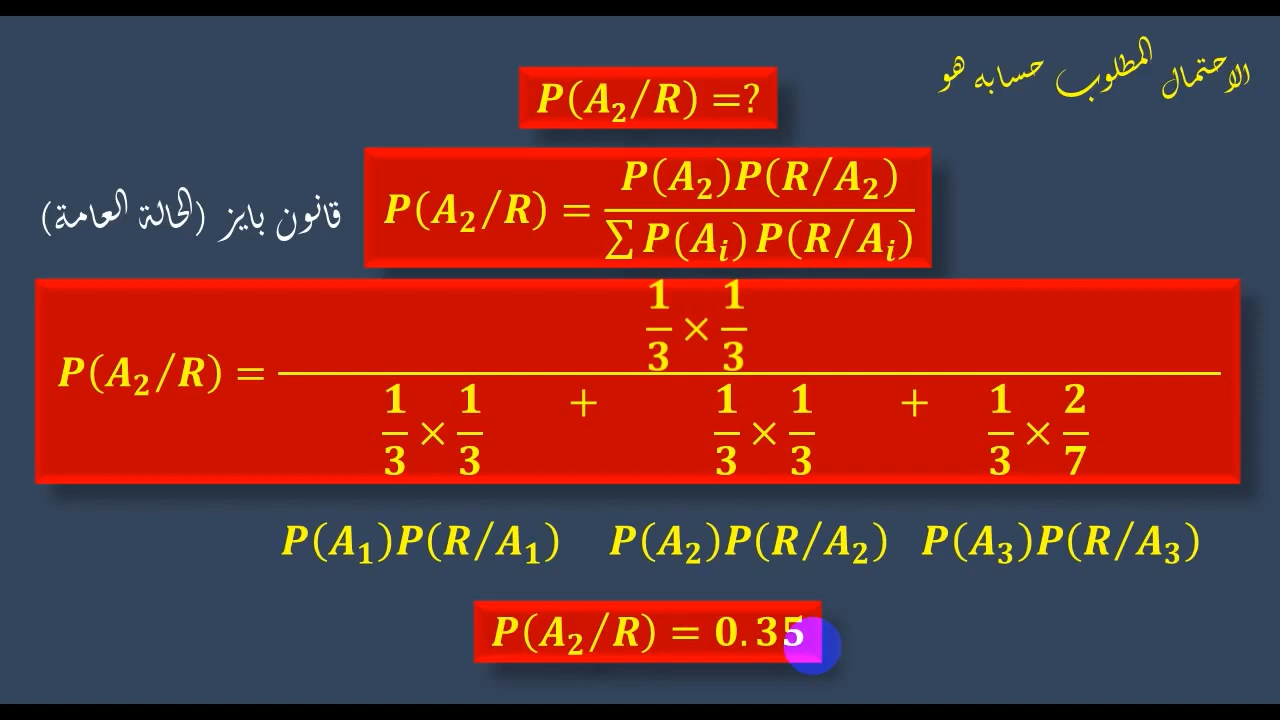 الاحتمال المطلوب حسابه هو
P(A₂/R) =?
قانون بايز (الحالة العامة)
P(A₂/R) = P(A₂)P(R/A₂) / ∑ P(Aᵢ) P(R/Aᵢ)
P(A₂/R) = (1/3 × 1/3) / (1/3 × 1/3 + 1/3 × 1/3 + 1/3 × 2/7)
P(A₁)P(R/A₁) P(A₂)P(R/A₂) P(A₃)P(R/A₃)
P(A₂/R) = 0.35